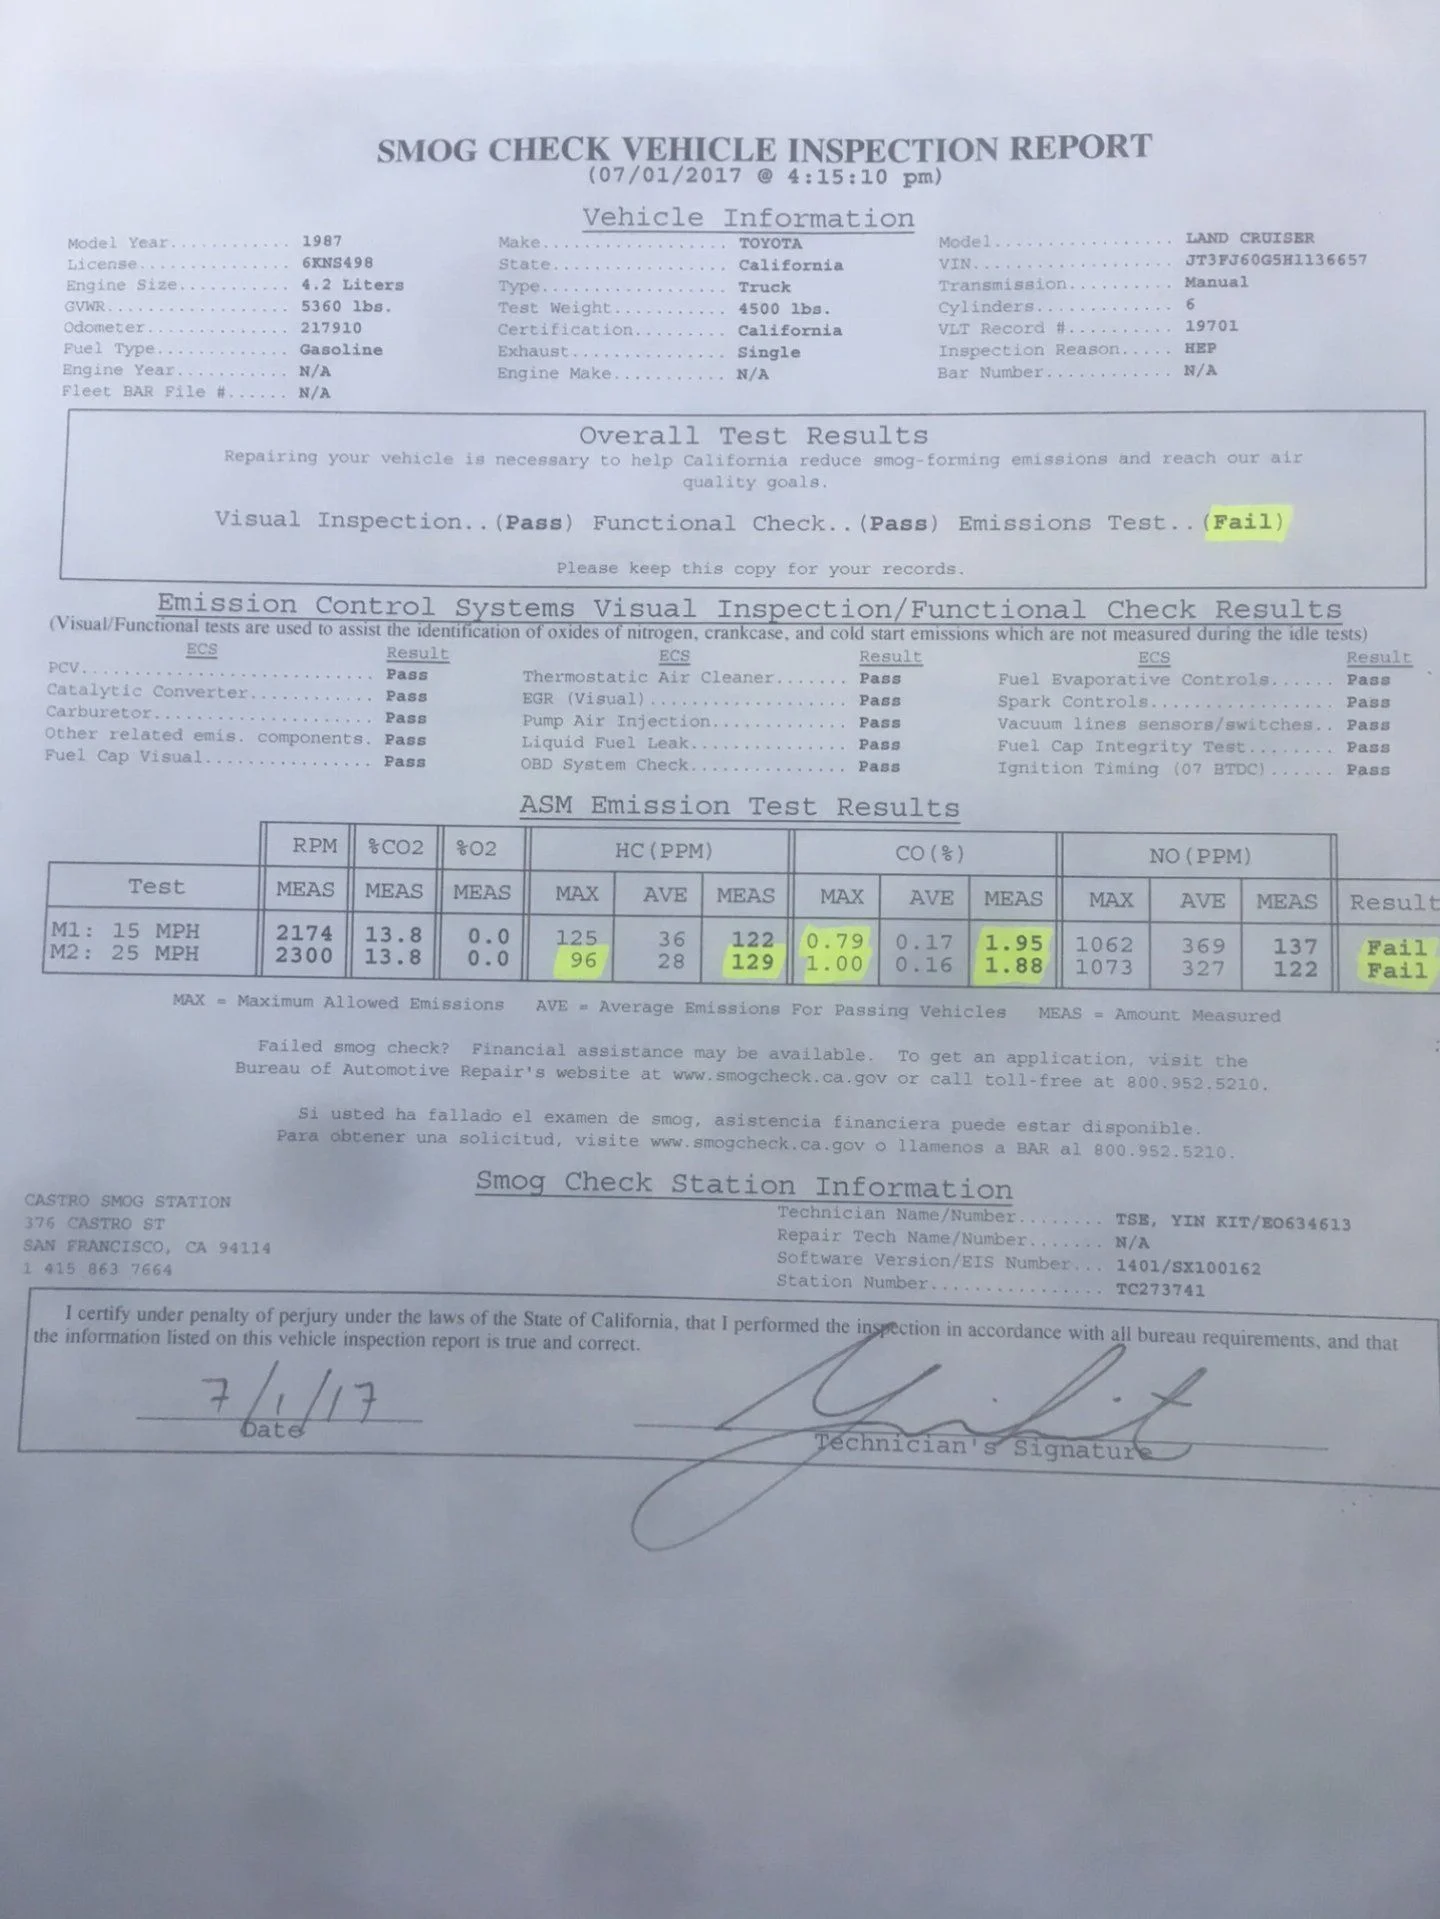 SMOG CHECK VEHICLE INSPECTION REPORT
(07/01/2017 @ 4:15:10 pm)
Vehicle Information
Model Year............ 1987 Make.................. TOYOTA Model................. LAND CRUISER
License............... 6KNS498 State................. California VIN................... JT3FJ60G5H1136657
Engine Size........... 4.2 Liters Type.................. Truck Transmission.......... Manual
GVWR.................. 5360 lbs. Test Weight........... 4500 lbs. Cylinders............. 6
Odometer.............. 217910 Certification......... California VLT Record #.......... 19701
Fuel Type............. Gasoline Exhaust............... Single Inspection Reason..... HEP
Engine Year........... N/A Engine Make........... N/A Bar Number............ N/A
Fleet BAR File #...... N/A
Overall Test Results
Repairing your vehicle is necessary to help California reduce smog-forming emissions and reach our air
quality goals.
Visual Inspection..(Pass) Functional Check..(Pass) Emissions Test..(Fail)
Please keep this copy for your records.
Emission Control Systems Visual Inspection/Functional Check Results
(Visual/Functional tests are used to assist the identification of oxides of nitrogen, crankcase, and cold start emissions which are not measured during the idle tests)
ECS Result ECS Result ECS Result
PCV........................... Pass Thermostatic Air Cleaner....... Pass Fuel Evaporative Controls...... Pass
Catalytic Converter........... Pass EGR (Visual)................... Pass Spark Controls................. Pass
Carburetor.................... Pass Pump Air Injection............. Pass Vacuum lines sensors/switches.. Pass
Other related emis. components. Pass Liquid Fuel Leak............... Pass Fuel Cap Integrity Test........ Pass
Fuel Cap Visual............... Pass OBD System Check............... Pass Ignition Timing (07 BTDC)...... Pass
ASM Emission Test Results
RPM %CO2 %O2 HC(PPM) CO(%) NO(PPM)
Test MEAS MEAS MEAS MAX AVE MEAS MAX AVE MEAS MAX AVE MEAS Result
M1: 15 MPH 2174 13.8 0.0 125 36 122 0.79 0.17 1.95 1062 369 137 Fail
M2: 25 MPH 2300 13.8 0.0 96 28 129 1.00 0.16 1.88 1073 327 122 Fail
MAX = Maximum Allowed Emissions AVE = Average Emissions For Passing Vehicles MEAS = Amount Measured
Failed smog check? Financial assistance may be available. To get an application, visit the
Bureau of Automotive Repair's website at www.smogcheck.ca.gov or call toll-free at 800.952.5210.
Si usted ha fallado el examen de smog, asistencia financiera puede estar disponible.
Para obtener una solicitud, visite www.smogcheck.ca.gov o llamenos a BAR al 800.952.5210.
Smog Check Station Information
CASTRO SMOG STATION
376 CASTRO ST
SAN FRANCISCO, CA 94114
1 415 863 7664
Technician Name/Number........ TSE, YIN KIT/EO634613
Repair Tech Name/Number....... N/A
Software Version/EIS Number... 1401/SX100162
Station Number................ TC273741
I certify under penalty of perjury under the laws of the State of California, that I performed the inspection in accordance with all bureau requirements, and that
the information listed on this vehicle inspection report is true and correct.
7/1/17
Date Technician's Signature